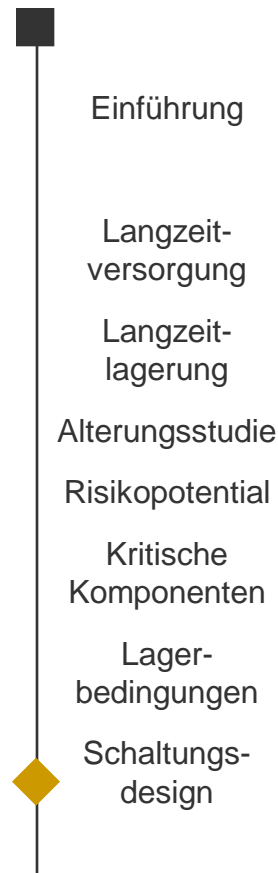 Einführung
Langzeit-
versorgung
Langzeit-
lagerung
Alterungsstudie
Risikopotential
Kritische
Komponenten
Lager-
bedingungen
Schaltungs-
design